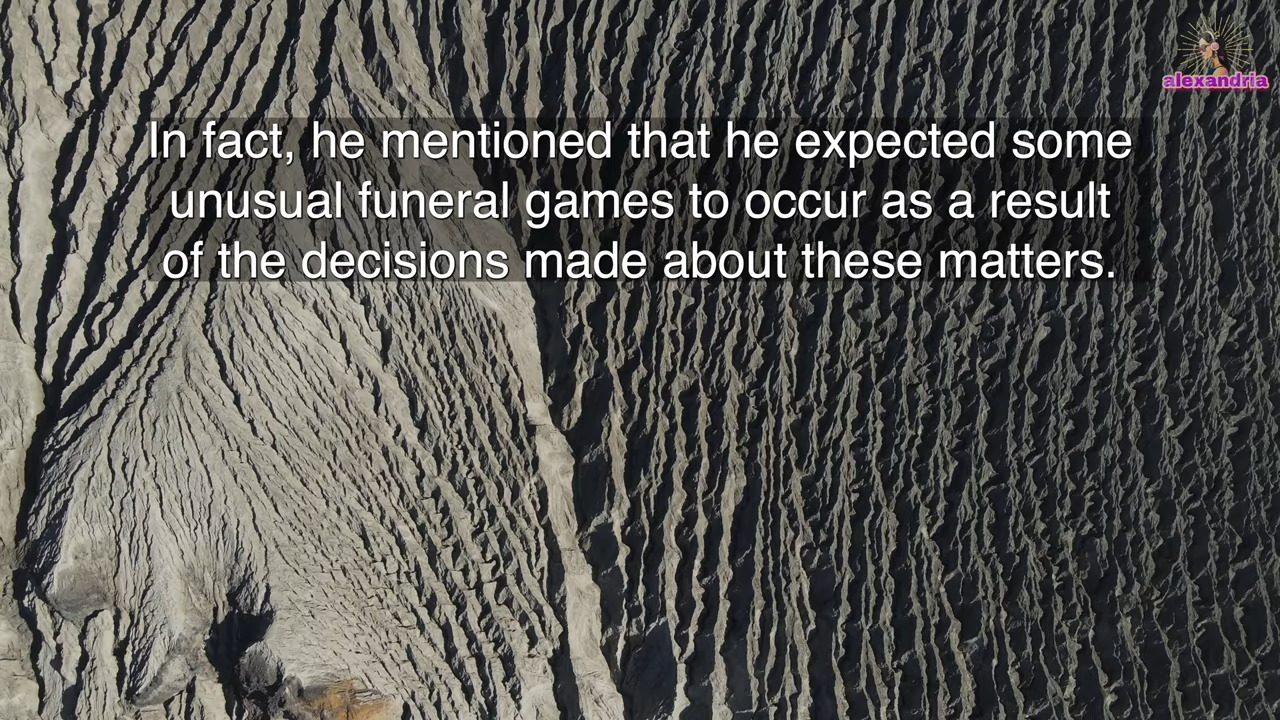 alexandria
In fact, he mentioned that he expected some
unusual funeral games to occur as a result
of the decisions made about these matters.